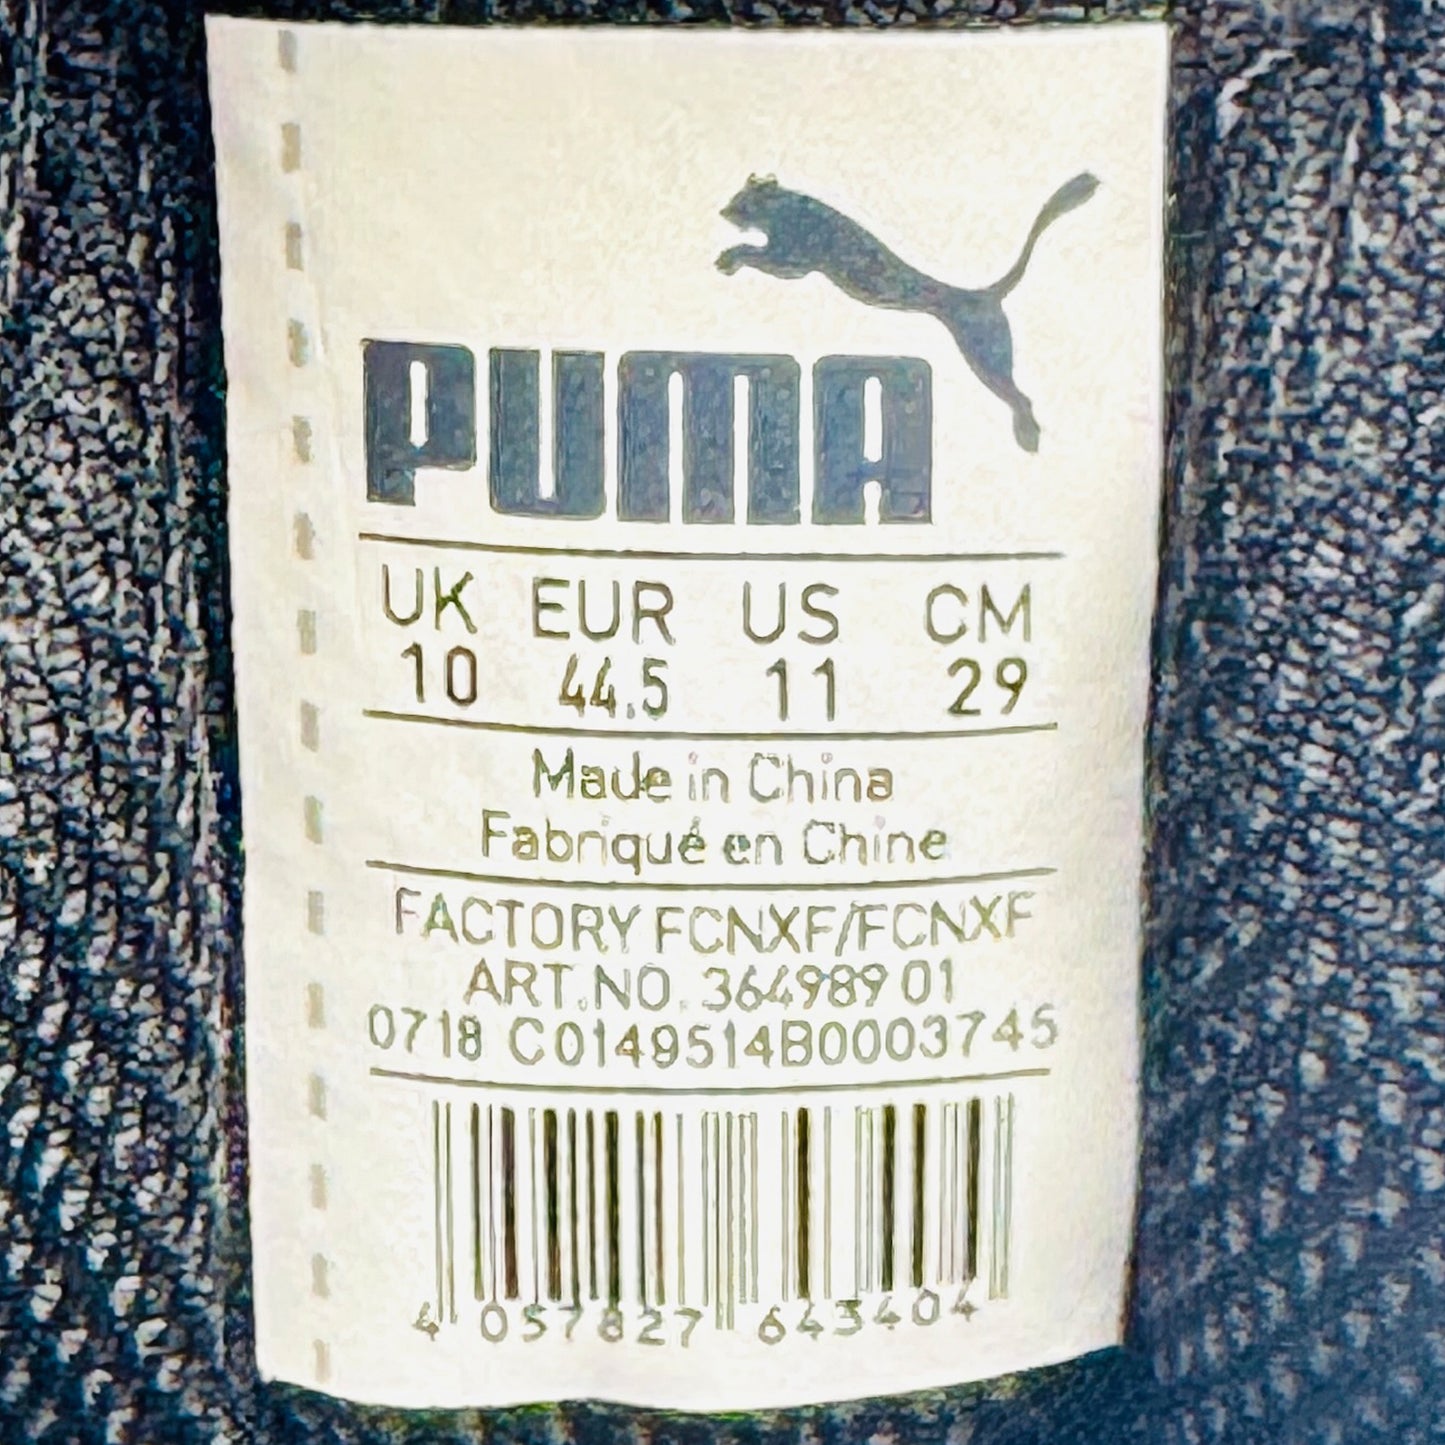 PUMA
UK EUR US CM
10 44.5 11 29
Made in China
Fabriqué en Chine
FACTORY FCNXF/FCNXF
ART.NO. 364989 01
0718 C0149514B0003745
4 057827 643404